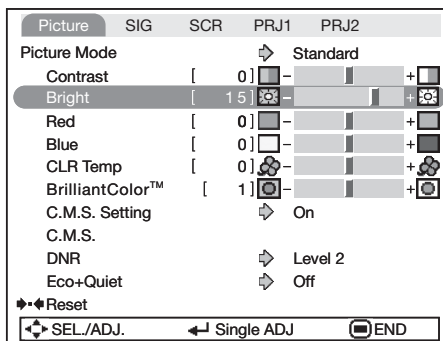 Picture SIG SCR PRJ1 PRJ2
Picture Mode Standard
Contrast [ 0] - +
Bright [ 15] - +
Red [ 0] - +
Blue [ 0] - +
CLR Temp [ 0] - +
BrilliantColor™ [ 1] - +
C.M.S. Setting On
C.M.S.
DNR Level 2
Eco+Quiet Off
Reset
SEL./ADJ. Single ADJ END